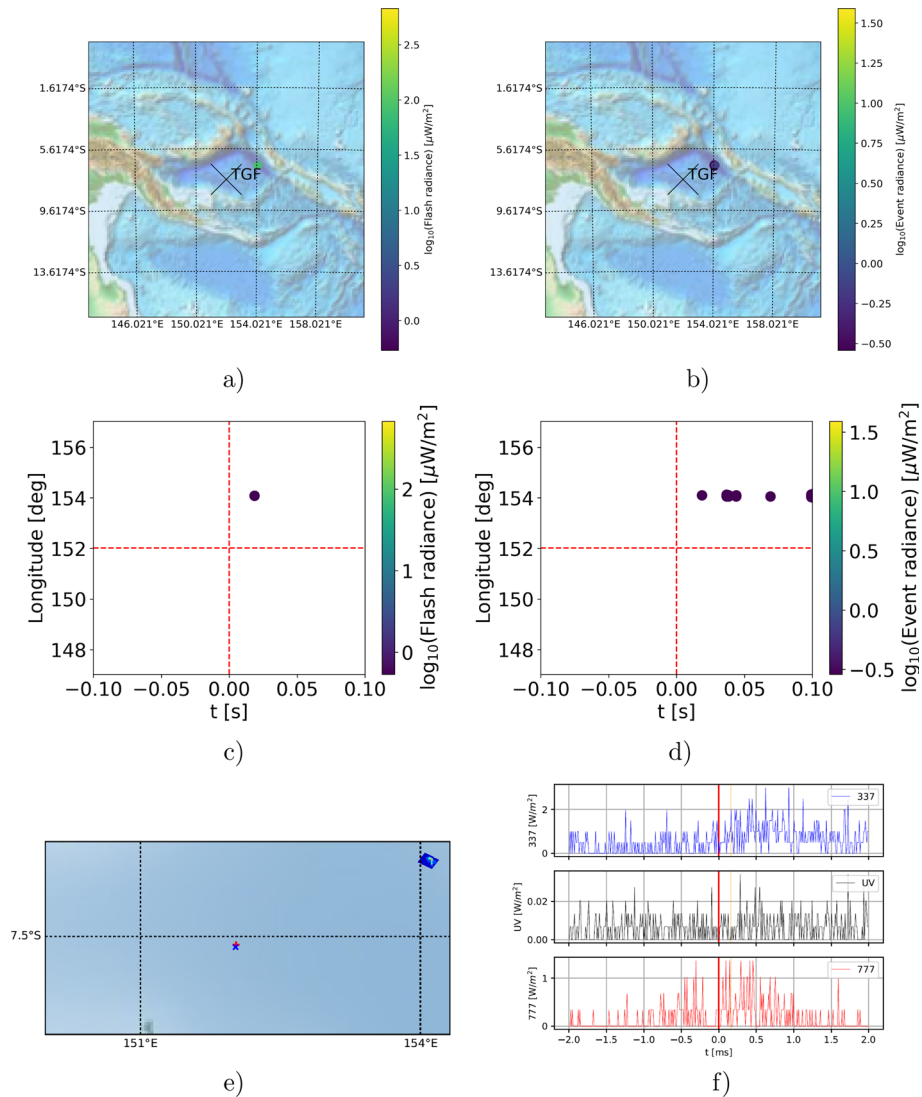 1.6174°S
5.6174°S
9.6174°S
13.6174°S
146.021°E 150.021°E 154.021°E 158.021°E
TGF
2.5
2.0
1.5
1.0
0.5
0.0
log₁₀(Flash radiance) [μW/m²]
a)
1.6174°S
5.6174°S
9.6174°S
13.6174°S
146.021°E 150.021°E 154.021°E 158.021°E
TGF
1.50
1.25
1.00
0.75
0.50
0.25
0.00
−0.25
−0.50
log₁₀(Event radiance) [μW/m²]
b)
Longitude [deg]
156
154
152
150
148
−0.10 −0.05 0.00 0.05 0.10
t [s]
2
1
0
log₁₀(Flash radiance) [μW/m²]
c)
Longitude [deg]
156
154
152
150
148
−0.10 −0.05 0.00 0.05 0.10
t [s]
1.5
1.0
0.5
0.0
−0.5
log₁₀(Event radiance) [μW/m²]
d)
7.5°S
151°E 154°E
e)
337 [W/m²]
2
0
337
UV [W/m²]
0.02
0.00
UV
777 [W/m²]
1
0
777
−2.0 −1.5 −1.0 −0.5 0.0 0.5 1.0 1.5 2.0
t [ms]
f)